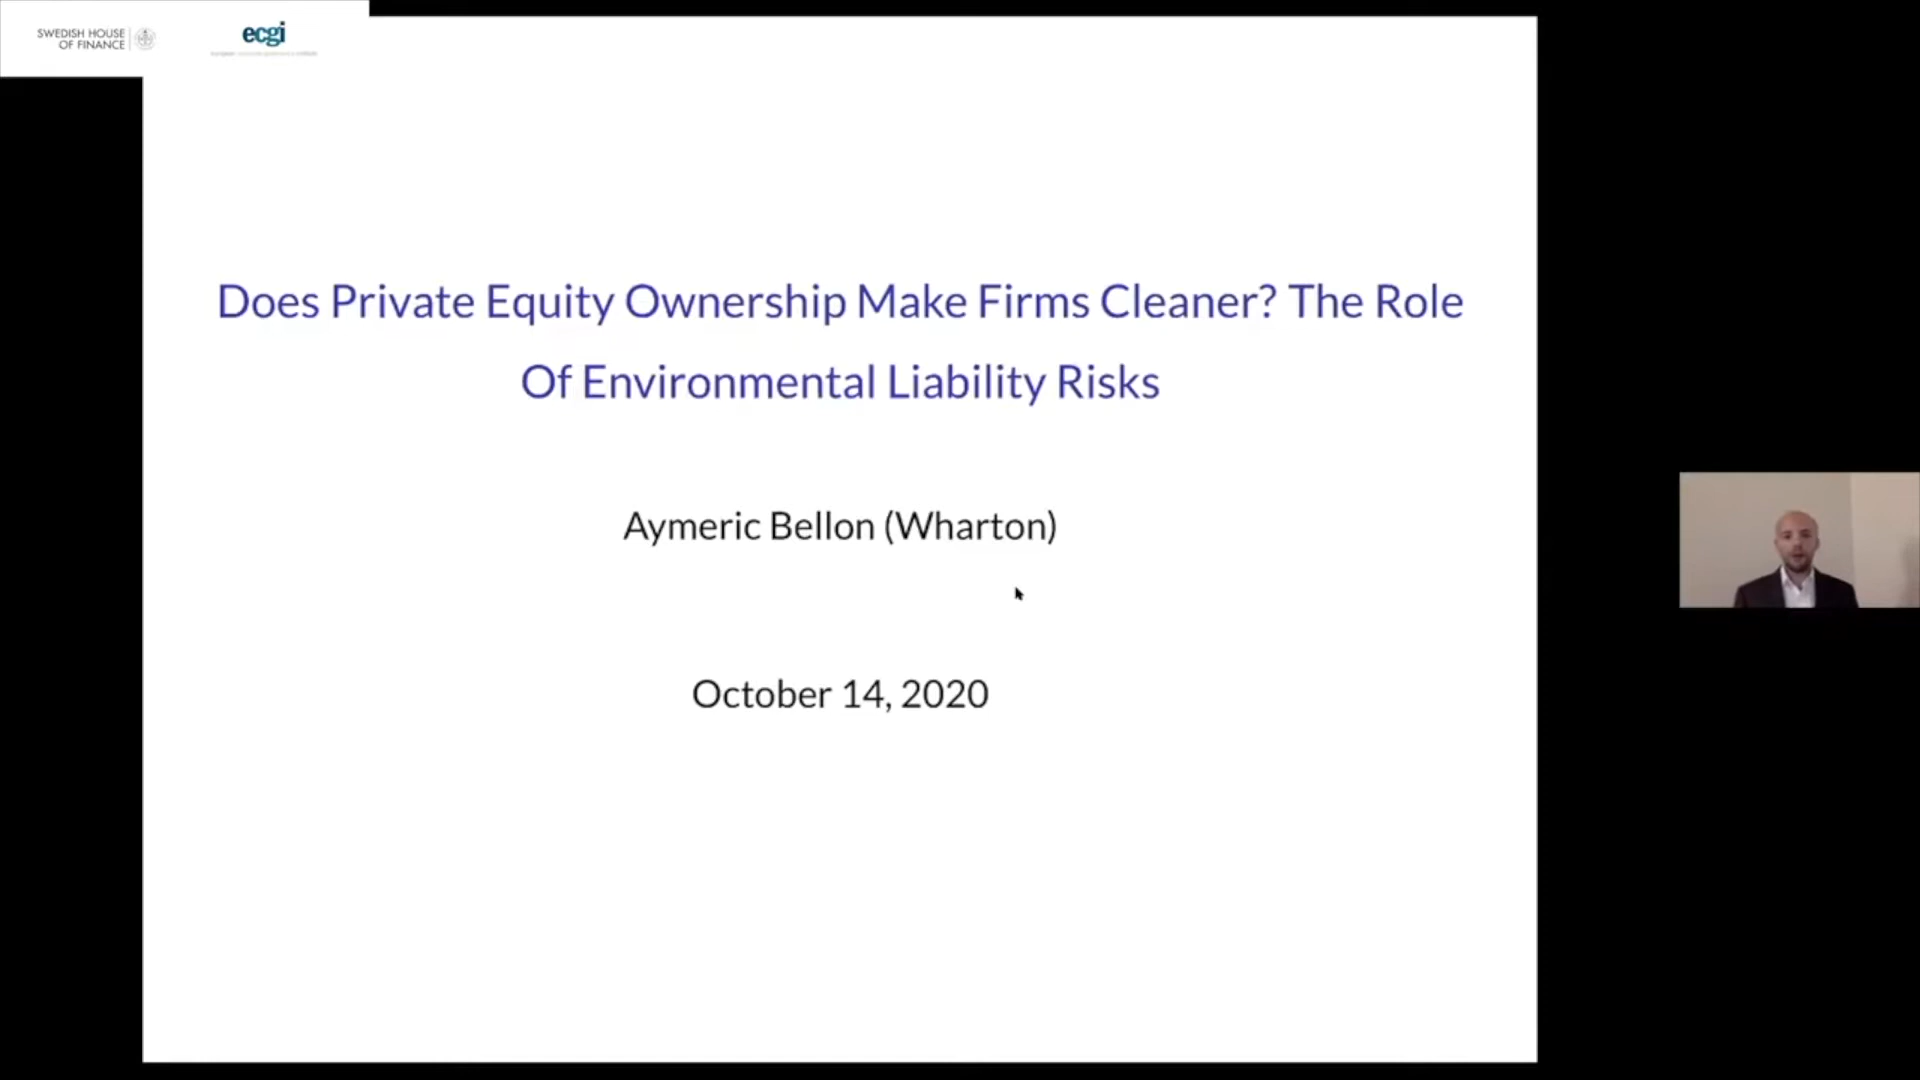 SWEDISH HOUSE
OF FINANCE
ecgi
Does Private Equity Ownership Make Firms Cleaner? The Role
Of Environmental Liability Risks
Aymeric Bellon (Wharton)
October 14, 2020